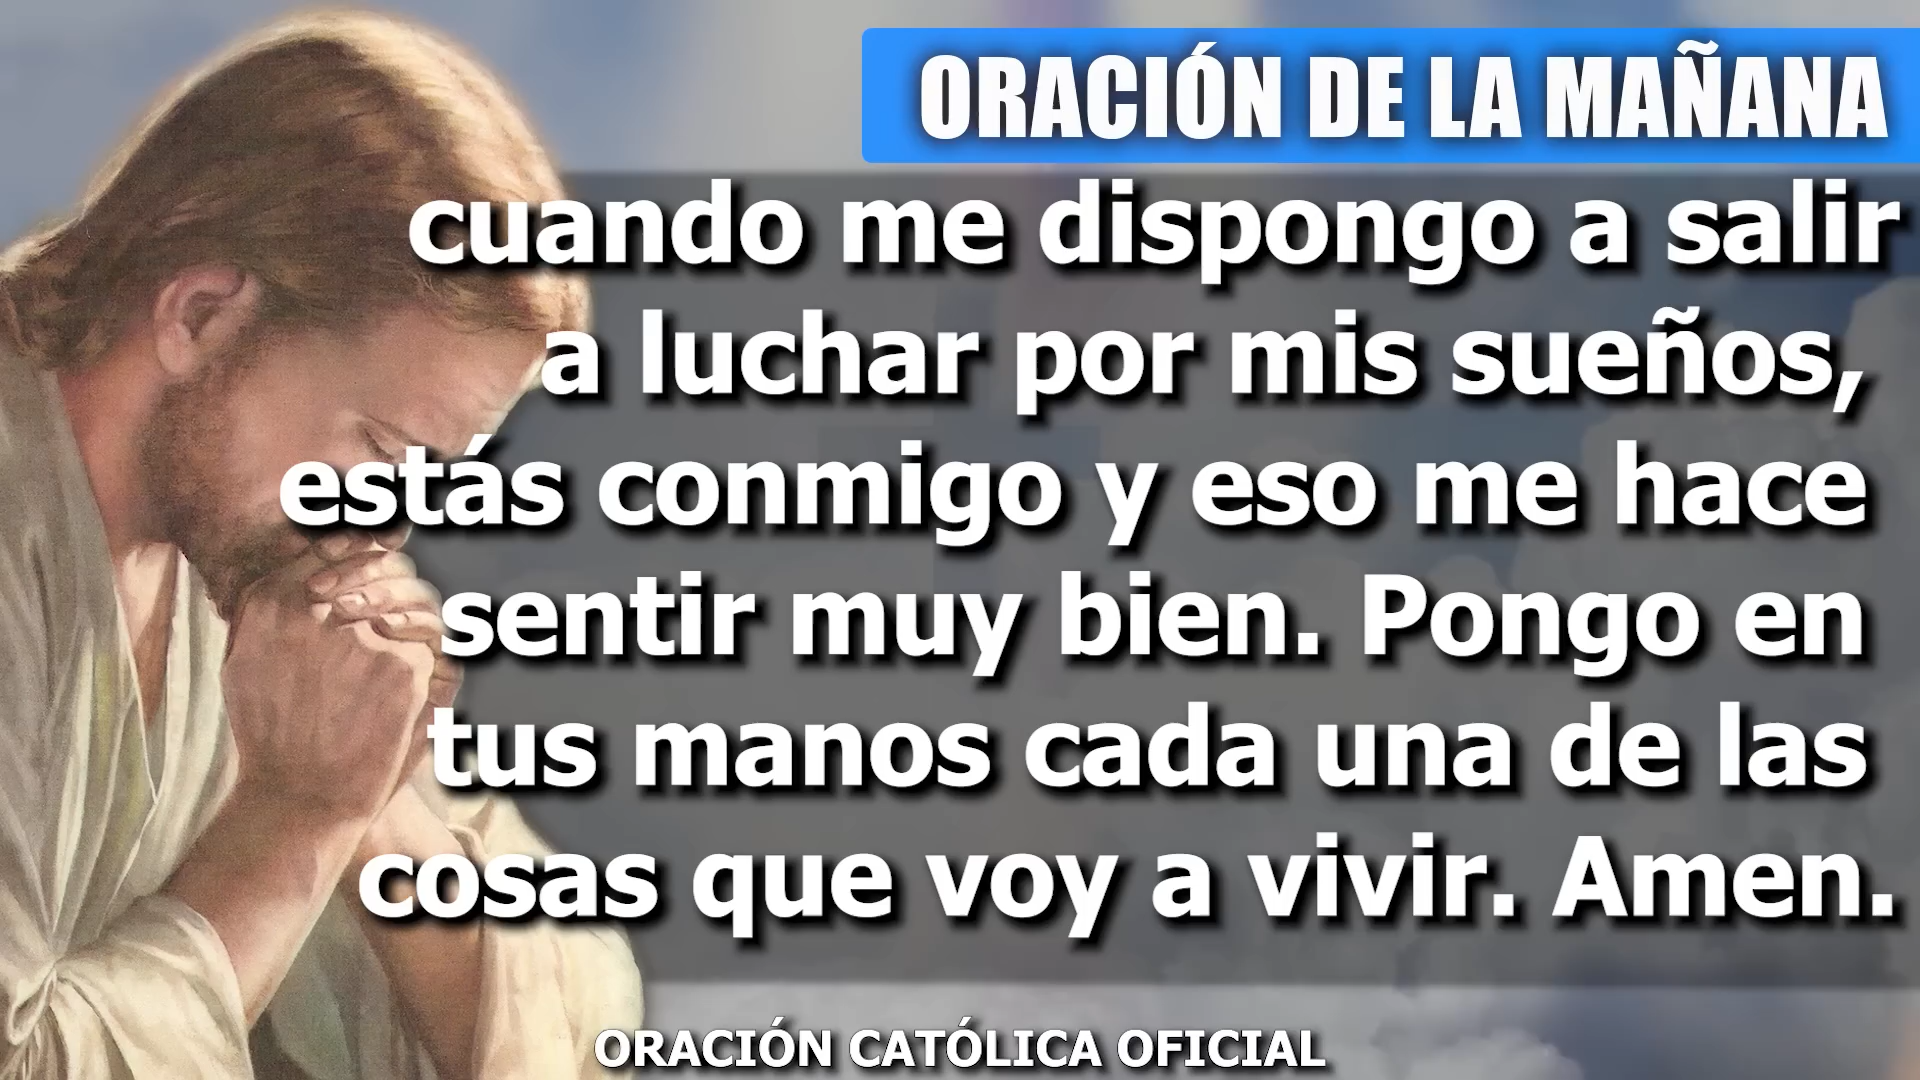 ORACIÓN DE LA MAÑANA
cuando me dispongo a salir
a luchar por mis sueños,
estás conmigo y eso me hace
sentir muy bien. Pongo en
tus manos cada una de las
cosas que voy a vivir. Amen.
ORACIÓN CATÓLICA OFICIAL